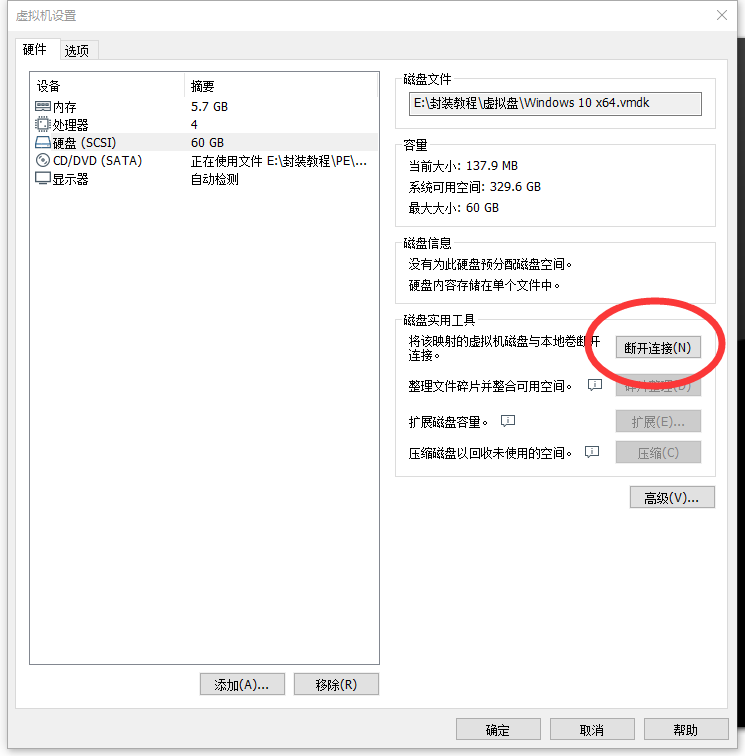 虚拟机设置
硬件 选项
设备 摘要
内存 5.7 GB
处理器 4
硬盘 (SCSI) 60 GB
CD/DVD (SATA) 正在使用文件 E:\封装教程\PE\...
显示器 自动检测
添加(A)... 移除(R)
磁盘文件
E:\封装教程\虚拟盘\Windows 10 x64.vmdk
容量
当前大小: 137.9 MB
系统可用空间: 329.6 GB
最大大小: 60 GB
磁盘信息
没有为此硬盘预分配磁盘空间。
硬盘内容存储在单个文件中。
磁盘实用工具
将该映射的虚拟机磁盘与本地卷断开
连接。
断开连接(N)
整理文件碎片并整合可用空间。 碎片整理(D)
扩展磁盘容量。 扩展(E)...
压缩磁盘以回收未使用的空间。 压缩(C)
高级(V)...
确定 取消 帮助